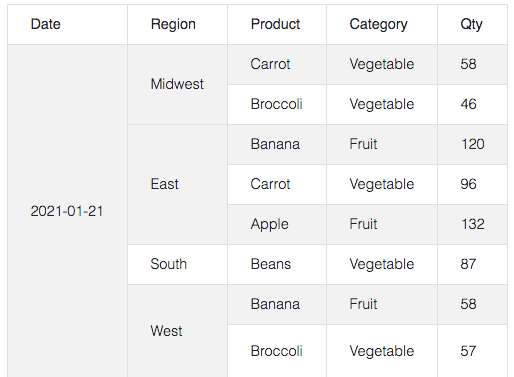 Date Region Product Category Qty
Carrot Vegetable 58
Midwest
Broccoli Vegetable 46
Banana Fruit 120
East Carrot Vegetable 96
2021-01-21
Apple Fruit 132
South Beans Vegetable 87
Banana Fruit 58
West
Broccoli Vegetable 57